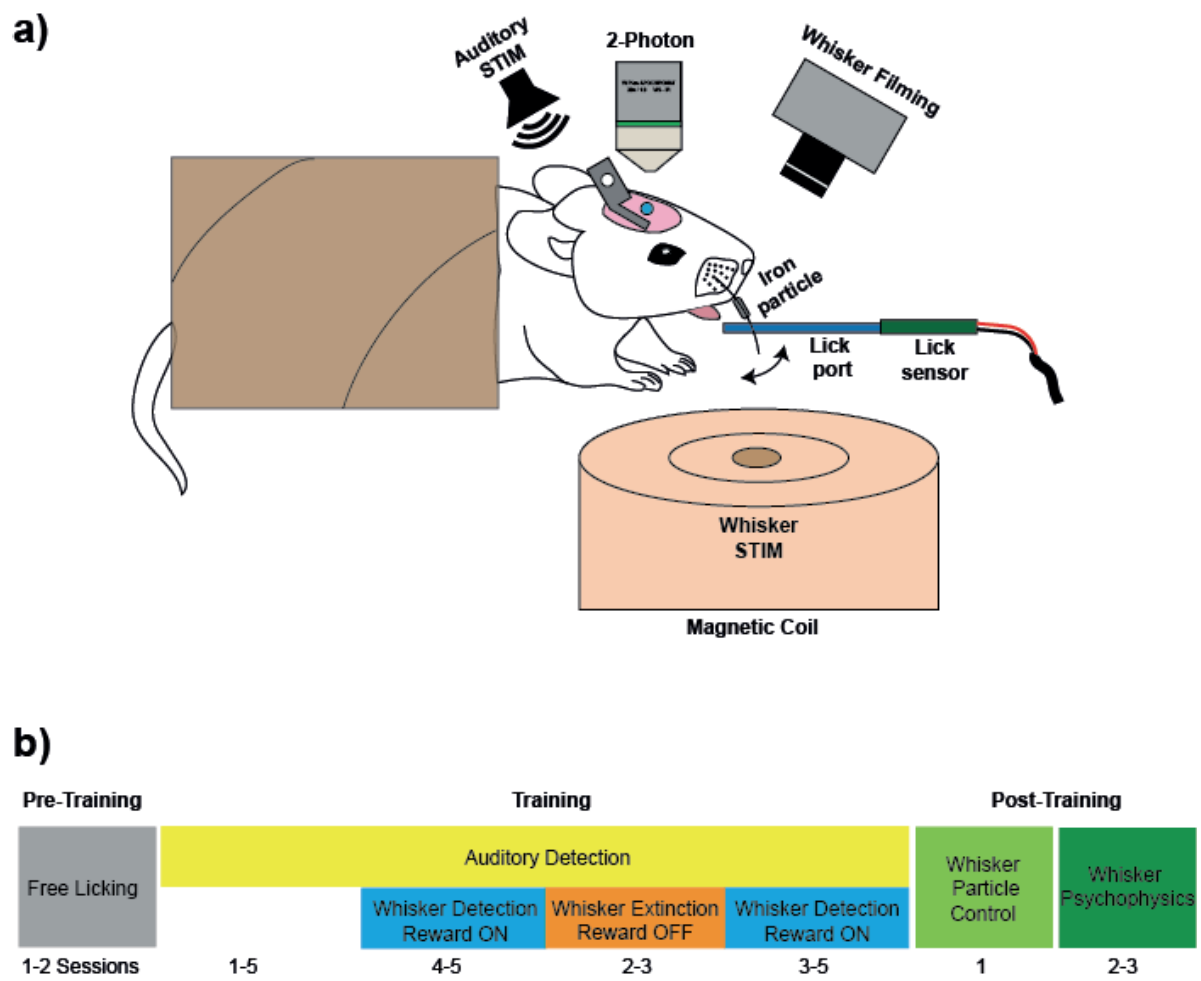 a)
Auditory
STIM
2-Photon
Whisker Filming
Iron
particle
Lick
port
Lick
sensor
Whisker
STIM
Magnetic Coil
b)
Pre-Training
Training
Post-Training
Free Licking
Auditory Detection
Whisker Detection
Reward ON
Whisker Extinction
Reward OFF
Whisker Detection
Reward ON
Whisker
Particle
Control
Whisker
Psychophysics
1-2 Sessions
1-5
4-5
2-3
3-5
1
2-3